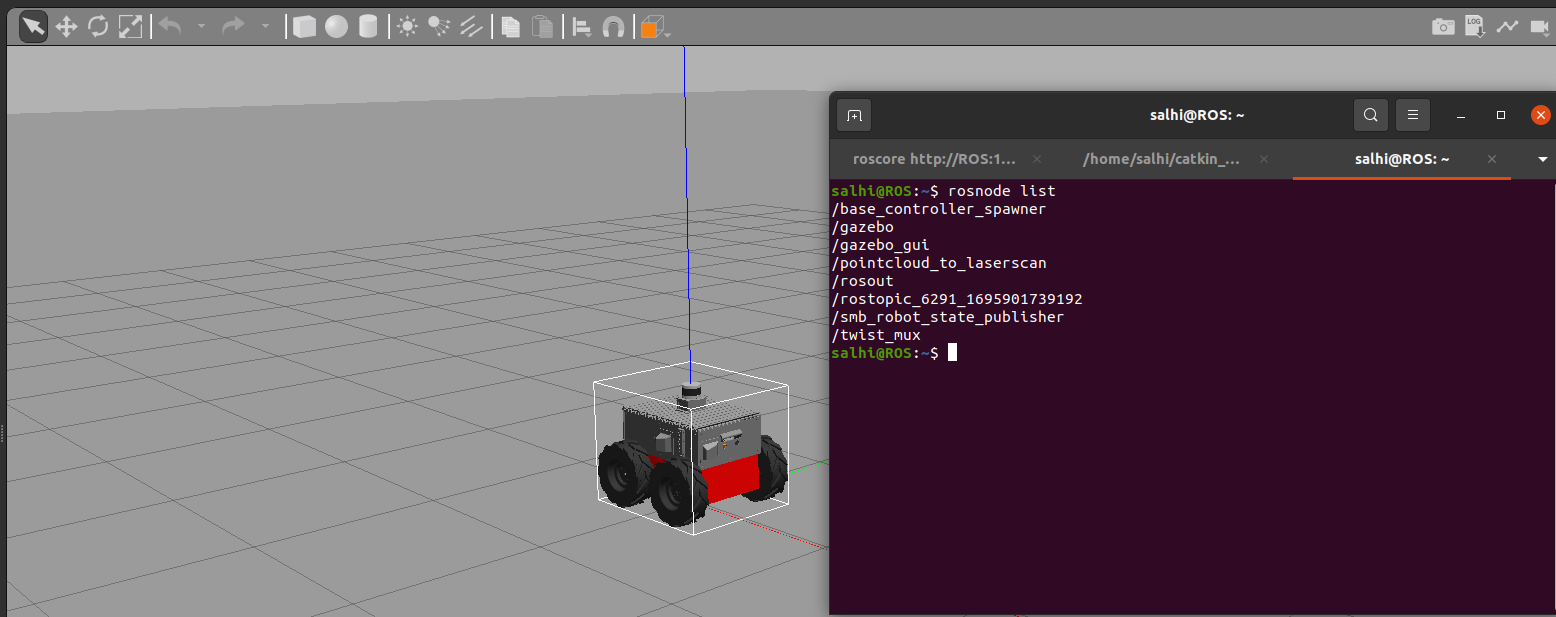 LOG
salhi@ROS: ~
roscore http://ROS:1...
/home/salhi/catkin_...
salhi@ROS: ~
salhi@ROS:~$ rosnode list
/base_controller_spawner
/gazebo
/gazebo_gui
/pointcloud_to_laserscan
/rosout
/rostopic_6291_1695901739192
/smb_robot_state_publisher
/twist_mux
salhi@ROS:~$